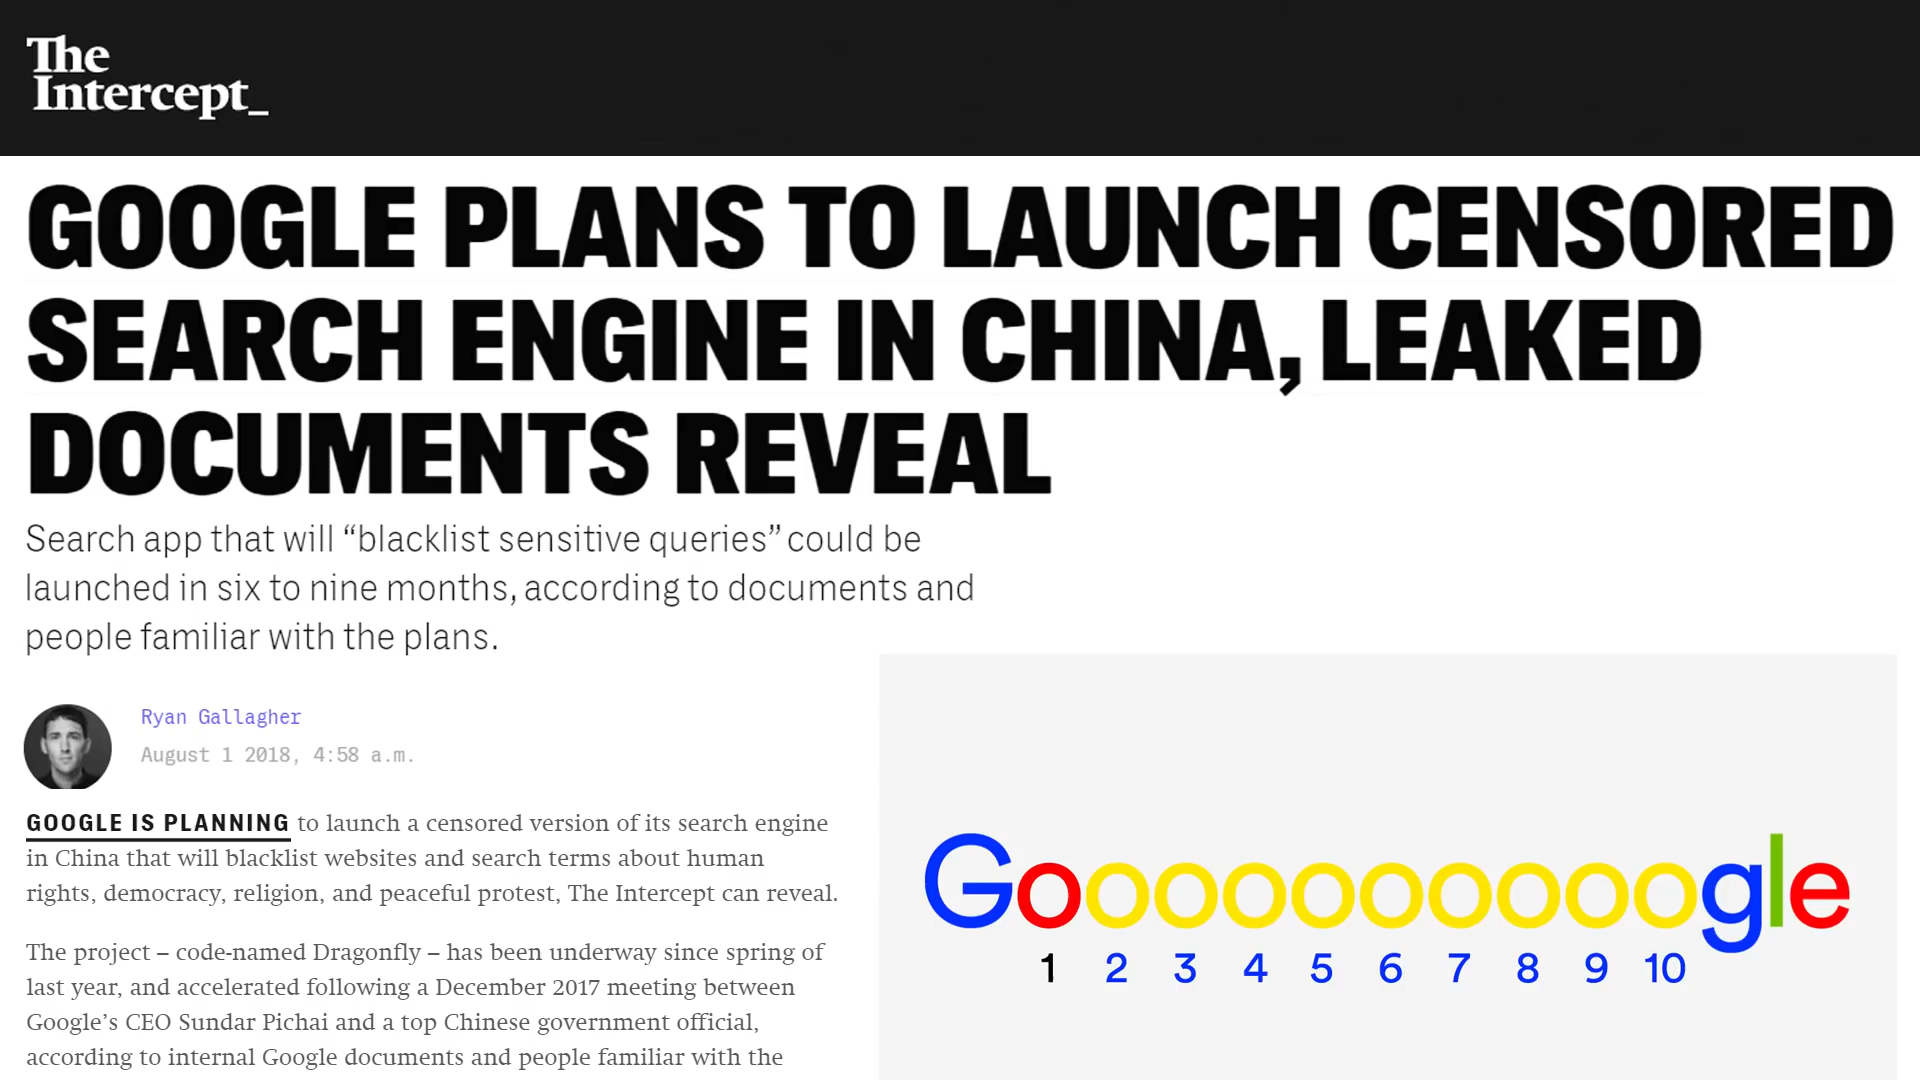 The
Intercept_
GOOGLE PLANS TO LAUNCH CENSORED
SEARCH ENGINE IN CHINA, LEAKED
DOCUMENTS REVEAL
Search app that will “blacklist sensitive queries” could be
launched in six to nine months, according to documents and
people familiar with the plans.
Ryan Gallagher
August 1 2018, 4:58 a.m.
GOOGLE IS PLANNING to launch a censored version of its search engine
in China that will blacklist websites and search terms about human
rights, democracy, religion, and peaceful protest, The Intercept can reveal.
The project – code-named Dragonfly – has been underway since spring of
last year, and accelerated following a December 2017 meeting between
Google’s CEO Sundar Pichai and a top Chinese government official,
according to internal Google documents and people familiar with the
Goooooooooogle
1 2 3 4 5 6 7 8 9 10